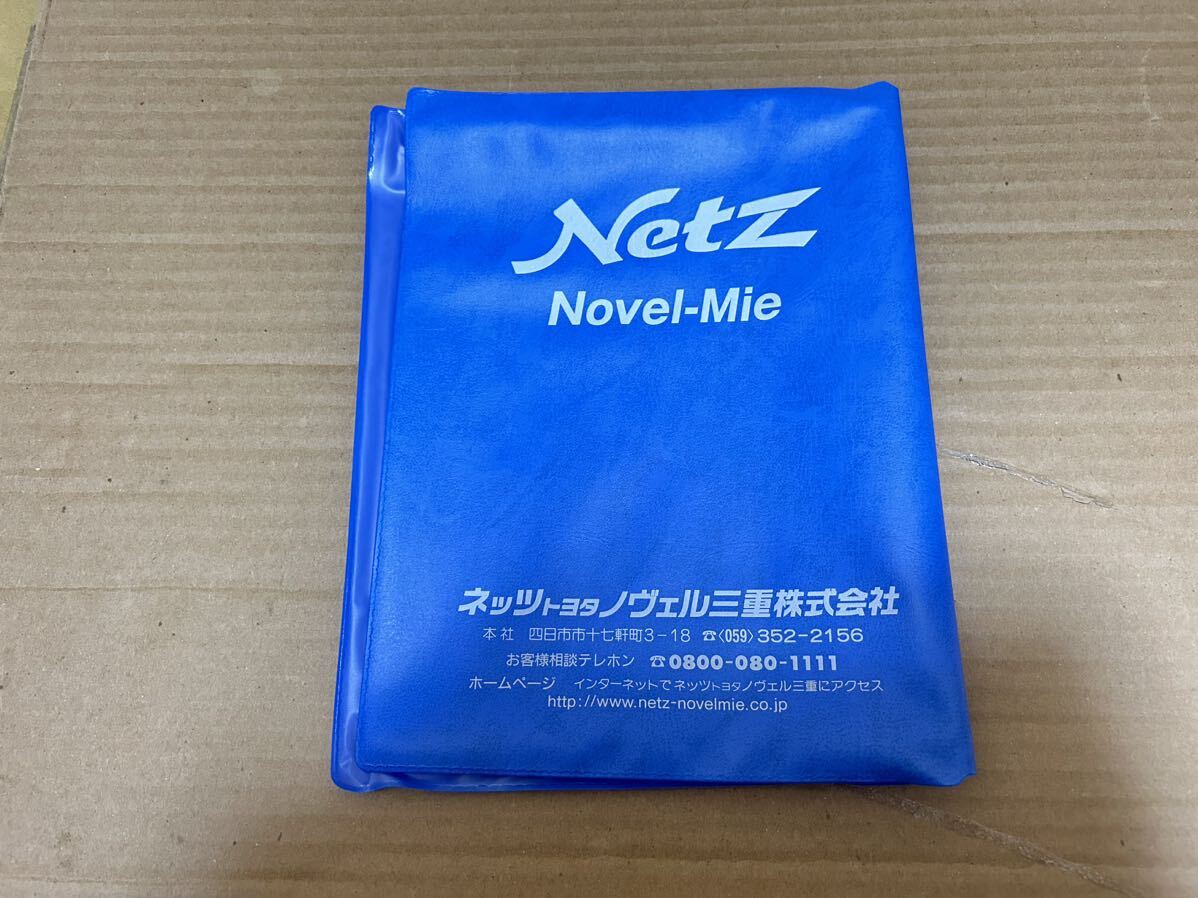 Netz
Novel-Mie
ネッツトヨタノヴェル三重株式会社
本社 四日市市十七軒町3-18 ☎〈059〉352-2156
お客様相談テレホン ☎0800-080-1111
ホームページ インターネットでネッツトヨタノヴェル三重にアクセス
http://www.netz-novelmie.co.jp